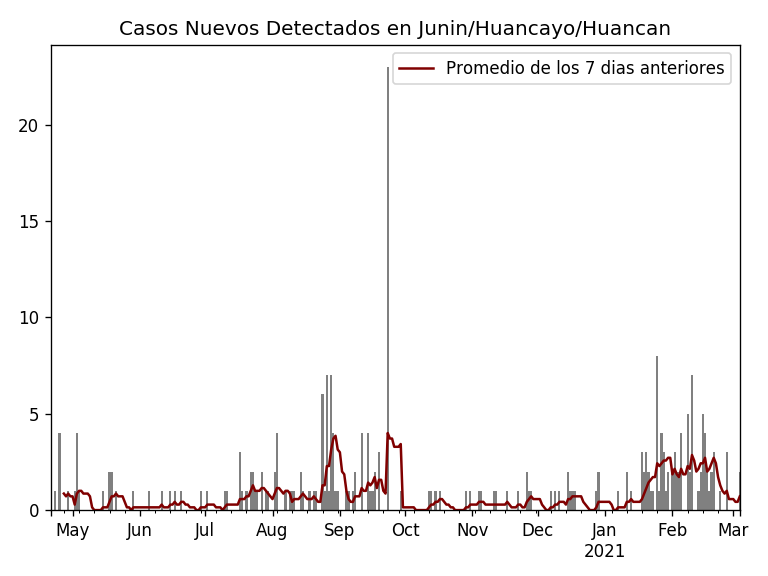 Casos Nuevos Detectados en Junin/Huancayo/Huancan
Promedio de los 7 dias anteriores
20
15
10
5
0
May Jun Jul Aug Sep Oct Nov Dec Jan Feb Mar
2021